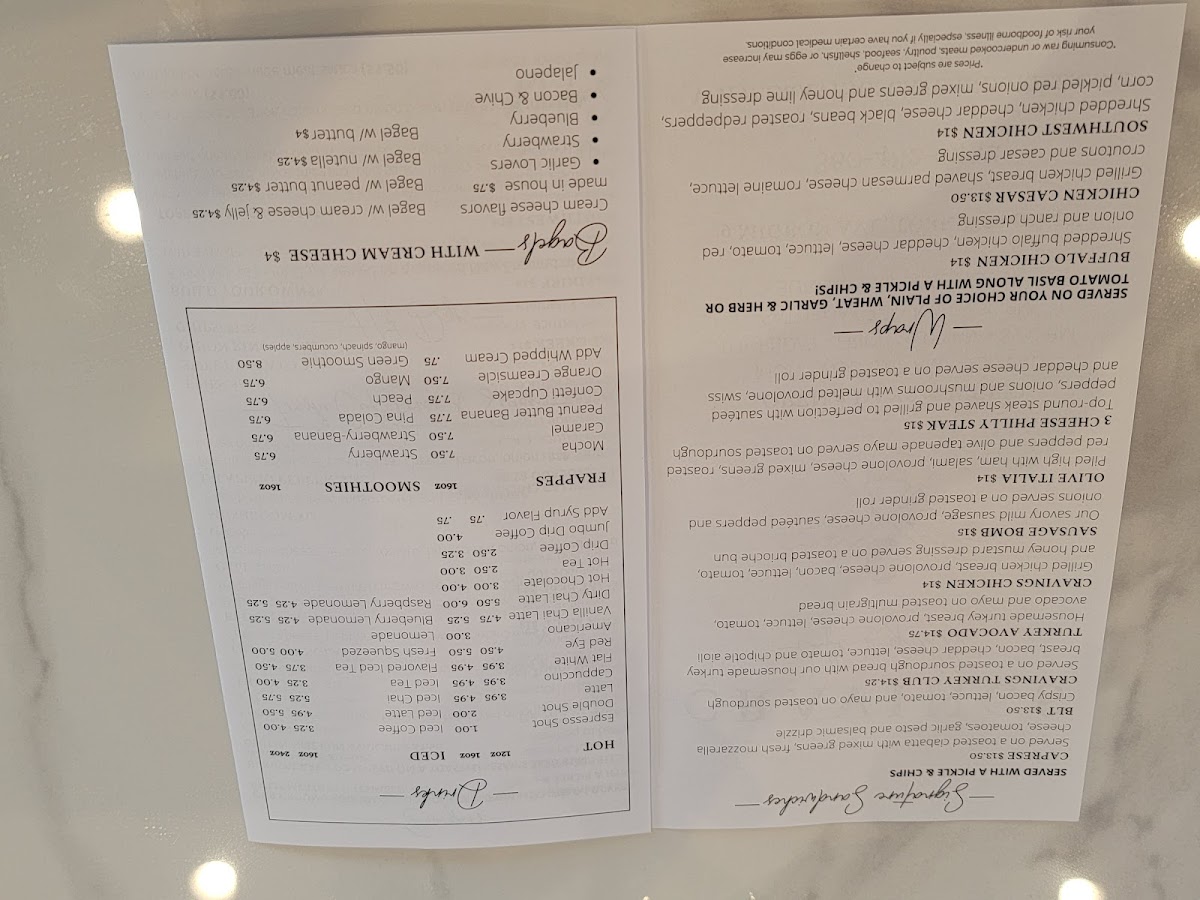 Signature Sandwiches
SERVED WITH A PICKLE & CHIPS
CAPRESE $13.50
Served on a toasted ciabatta with mixed greens, fresh mozzarella
cheese, tomatoes, garlic pesto and balsamic drizzle
BLT $13.50
Crispy bacon, lettuce, tomato, and mayo on toasted sourdough
CRAVINGS TURKEY CLUB $14.25
Served on a toasted sourdough bread with our housemade turkey
breast, bacon, cheddar cheese, lettuce, tomato and chipotle aioli
TURKEY AVOCADO $14.75
Housemade turkey breast, provolone cheese, lettuce, tomato,
avocado and mayo on toasted multigrain bread
CRAVINGS CHICKEN $14
Grilled chicken breast, provolone cheese, bacon, lettuce, tomato,
and honey mustard dressing served on a toasted brioche bun
SAUSAGE BOMB $15
Our savory mild sausage, provolone cheese, sautéed peppers and
onions served on a toasted grinder roll
OLIVE ITALIA $14
Piled high with ham, salami, provolone cheese, mixed greens, roasted
red peppers and olive tapenade mayo served on toasted sourdough
3 CHEESE PHILLY STEAK $15
Top-round steak shaved and grilled to perfection with sautéed
peppers, onions and mushrooms with melted provolone, swiss
and cheddar cheese served on a toasted grinder roll
Wraps
SERVED ON YOUR CHOICE OF PLAIN, WHEAT, GARLIC & HERB OR
TOMATO BASIL ALONG WITH A PICKLE & CHIPS!
BUFFALO CHICKEN $14
Shredded buffalo chicken, cheddar cheese, lettuce, tomato, red
onion and ranch dressing
CHICKEN CAESAR $13.50
Grilled chicken breast, shaved parmesan cheese, romaine lettuce,
croutons and caesar dressing
SOUTHWEST CHICKEN $14
Shredded chicken, cheddar cheese, black beans, roasted redpeppers,
corn, pickled red onions, mixed greens and honey lime dressing
*Prices are subject to change*
*Consuming raw or undercooked meats, poultry, seafood, shellfish, or eggs may increase
your risk of foodborne illness, especially if you have certain medical conditions.
Drinks
HOT 12oz 16oz ICED 16oz 24oz
Espresso Shot 1.00 Iced Coffee 3.25 4.00
Double Shot 2.00 Iced Latte 4.95 5.50
Latte 3.95 4.95 Iced Chai 5.25 5.75
Cappuccino 3.95 4.95 Iced Tea 3.25 4.00
Flat White 3.95 4.95 Flavored Iced Tea 3.75 4.50
Red Eye 4.50 5.50 Fresh Squeezed 4.00 5.00
Americano 3.00 Lemonade
Vanilla Chai Latte 4.75 5.25 Blueberry Lemonade 4.25 5.25
Dirty Chai Latte 5.50 6.00 Raspberry Lemonade 4.25 5.25
Hot Chocolate 3.00 4.00
Hot Tea 2.50 3.00
Drip Coffee 2.50 3.25
Jumbo Drip Coffee 4.00
Add Syrup Flavor .75 .75
FRAPPES 16oz SMOOTHIES 16oz
Mocha 7.50 Strawberry 6.75
Caramel 7.50 Strawberry-Banana 6.75
Peanut Butter Banana 7.75 Pina Colada 6.75
Confetti Cupcake 7.75 Peach 6.75
Orange Creamsicle 7.50 Mango 6.75
Add Whipped Cream .75 Green Smoothie 8.50
(mango, spinach, cucumbers, apples)
Bagels WITH CREAM CHEESE $4
Cream cheese flavors
made in house $.75
• Garlic Lovers
• Strawberry
• Blueberry
• Bacon & Chive
• Jalapeno
Bagel w/ cream cheese & jelly $4.25
Bagel w/ peanut butter $4.25
Bagel w/ nutella $4.25
Bagel w/ butter $4